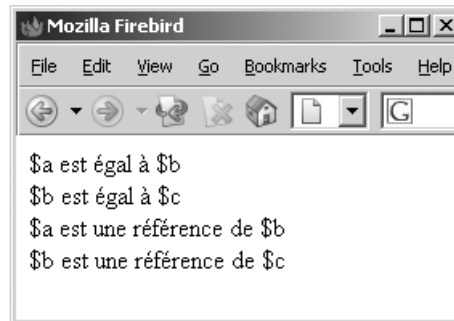 Mozilla Firebird
File Edit View Go Bookmarks Tools Help
G
$a est égal à $b
$b est égal à $c
$a est une référence de $b
$b est une référence de $c